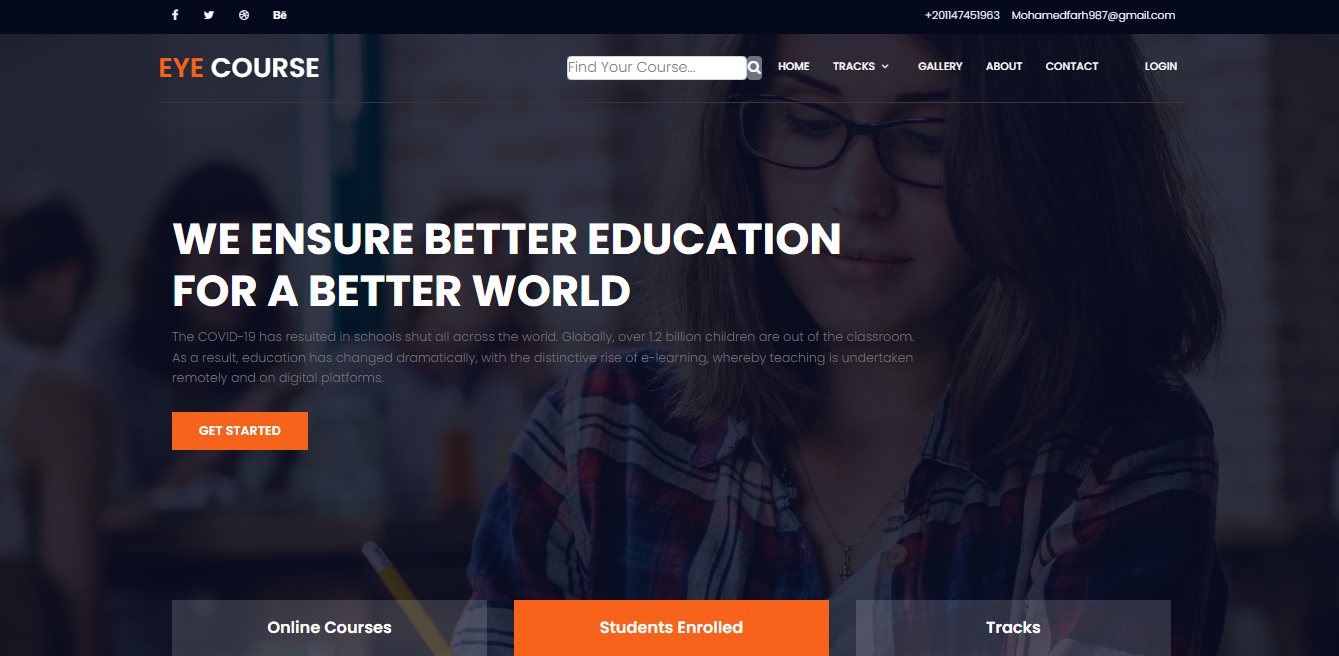 Bē
+201147451963 Mohamedfarh987@gmail.com
EYE COURSE
Find Your Course...
HOME TRACKS GALLERY ABOUT CONTACT LOGIN
WE ENSURE BETTER EDUCATION
FOR A BETTER WORLD
The COVID-19 has resulted in schools shut all across the world. Globally, over 1.2 billion children are out of the classroom.
As a result, education has changed dramatically, with the distinctive rise of e-learning, whereby teaching is undertaken
remotely and on digital platforms.
GET STARTED
Online Courses
Students Enrolled
Tracks